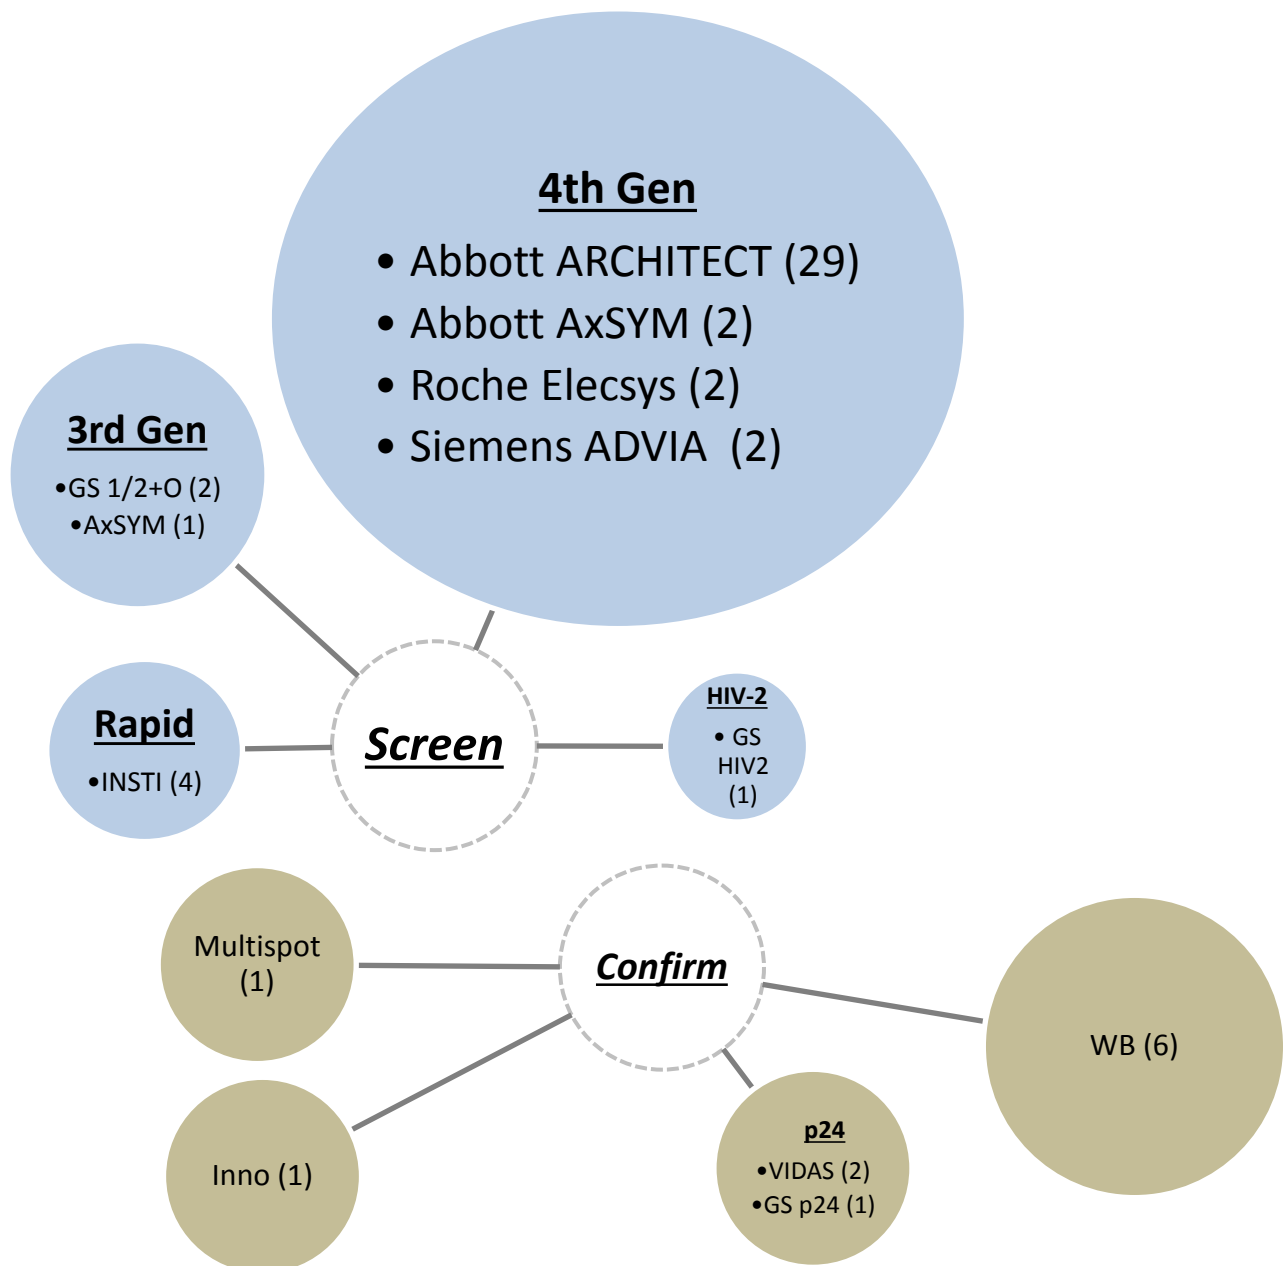 4th Gen
• Abbott ARCHITECT (29)
• Abbott AxSYM (2)
• Roche Elecsys (2)
• Siemens ADVIA  (2)
3rd Gen
•GS 1/2+O (2)
•AxSYM (1)
Rapid
•INSTI (4)
Screen
HIV-2
• GS
HIV2
(1)
Multispot
(1)
Confirm
WB (6)
Inno (1)
p24
•VIDAS (2)
•GS p24 (1)